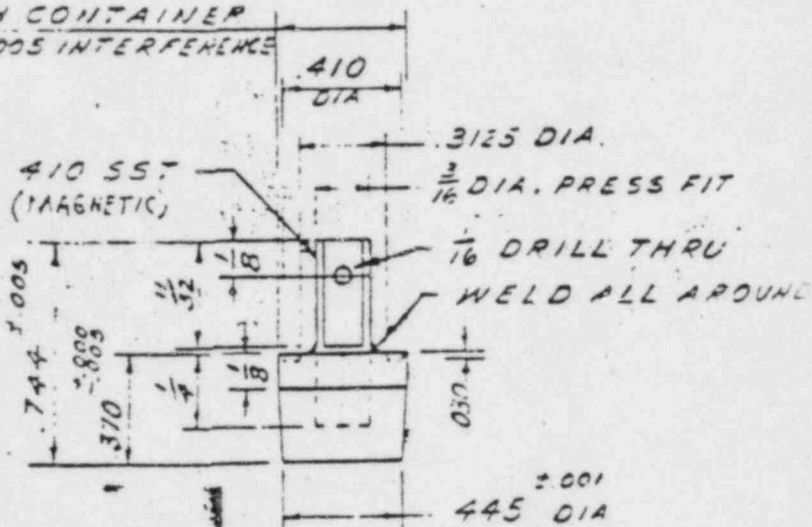 CONTAINER
.005 INTERFERENCE
.410
DIA
.3125 DIA.
410 SST
(MAGNETIC)
3/16 DIA. PRESS FIT
1/16 DRILL THRU
WELD ALL AROUND
1/8
11/32
±.005
.744
+.000
-.003
.370
1/4
1/8
.030
±.001
.445 DIA